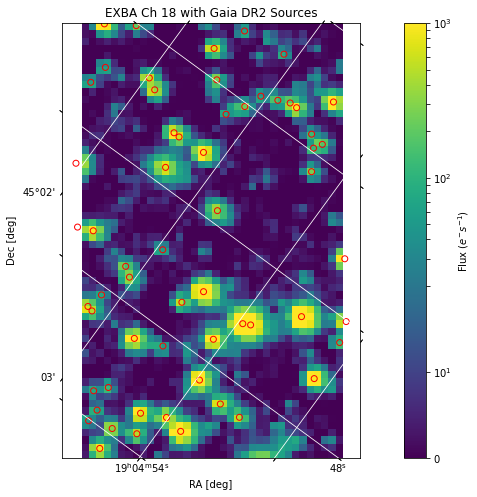 EXBA Ch 18 with Gaia DR2 Sources
10³
45°02'
Dec [deg]
10²
Flux (e⁻s⁻¹)
10¹
03'
0
19ʰ04ᵐ54ˢ
48ˢ
RA [deg]